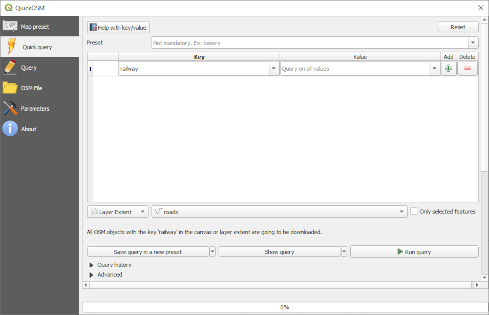 QuickOSM
Map preset
Quick query
Query
OSM File
Parameters
About
Help with key/value
Reset
Preset
Not mandatory. Ex: bakery
Key Value Add Delete
1 railway Query on all values
Layer Extent roads Only selected features
All OSM objects with the key 'railway' in the canvas or layer extent are going to be downloaded.
Save query in a new preset Show query Run query
Query history
Advanced
0%